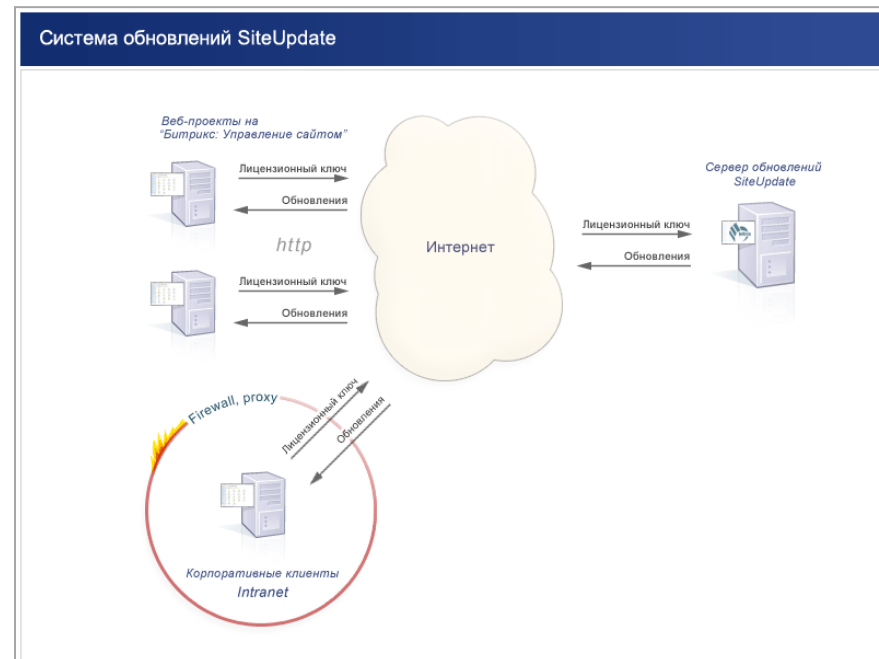 Система обновлений SiteUpdate
Веб-проекты на
“Битрикс: Управление сайтом”
Лицензионный ключ
Обновления
http
Лицензионный ключ
Обновления
Интернет
Сервер обновлений
SiteUpdate
Лицензионный ключ
Обновления
Firewall, proxy
Лицензионный ключ
Обновления
Корпоративные клиенты
Intranet